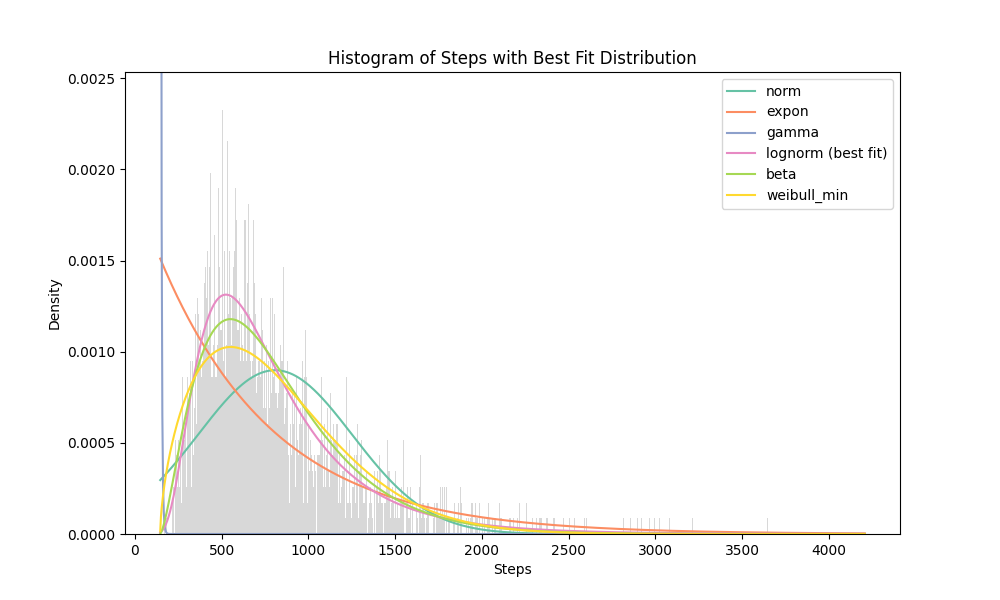 Histogram of Steps with Best Fit Distribution
0.0025
0.0020
0.0015
0.0010
0.0005
0.0000
Density
norm
expon
gamma
lognorm (best fit)
beta
weibull_min
0 500 1000 1500 2000 2500 3000 3500 4000
Steps